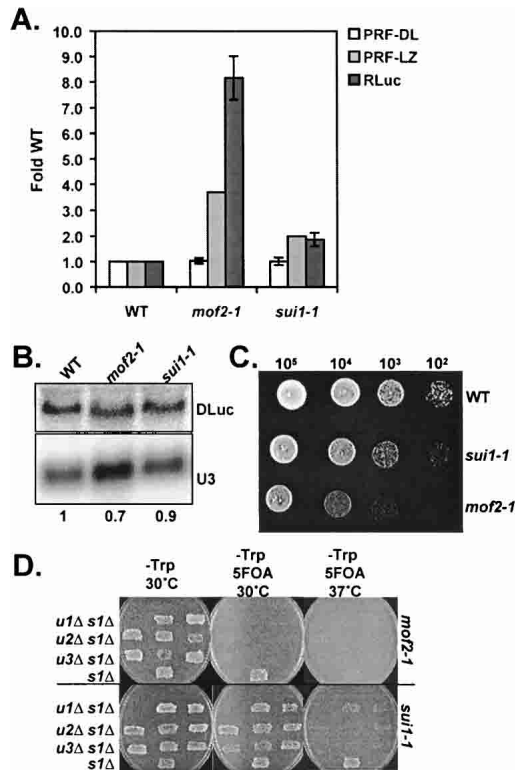 A.
PRF-DL
PRF-LZ
RLuc
Fold WT
10.0
9.0
8.0
7.0
6.0
5.0
4.0
3.0
2.0
1.0
WT
mof2-1
sui1-1
B.
WT
mof2-1
sui1-1
DLuc
U3
1
0.7
0.9
C.
10⁵ 10⁴ 10³ 10²
WT
sui1-1
mof2-1
D.
-Trp 30°C
-Trp 5FOA 30°C
-Trp 5FOA 37°C
u1Δ s1Δ
u2Δ s1Δ
u3Δ s1Δ
s1Δ
mof2-1
u1Δ s1Δ
u2Δ s1Δ
u3Δ s1Δ
s1Δ
sui1-1